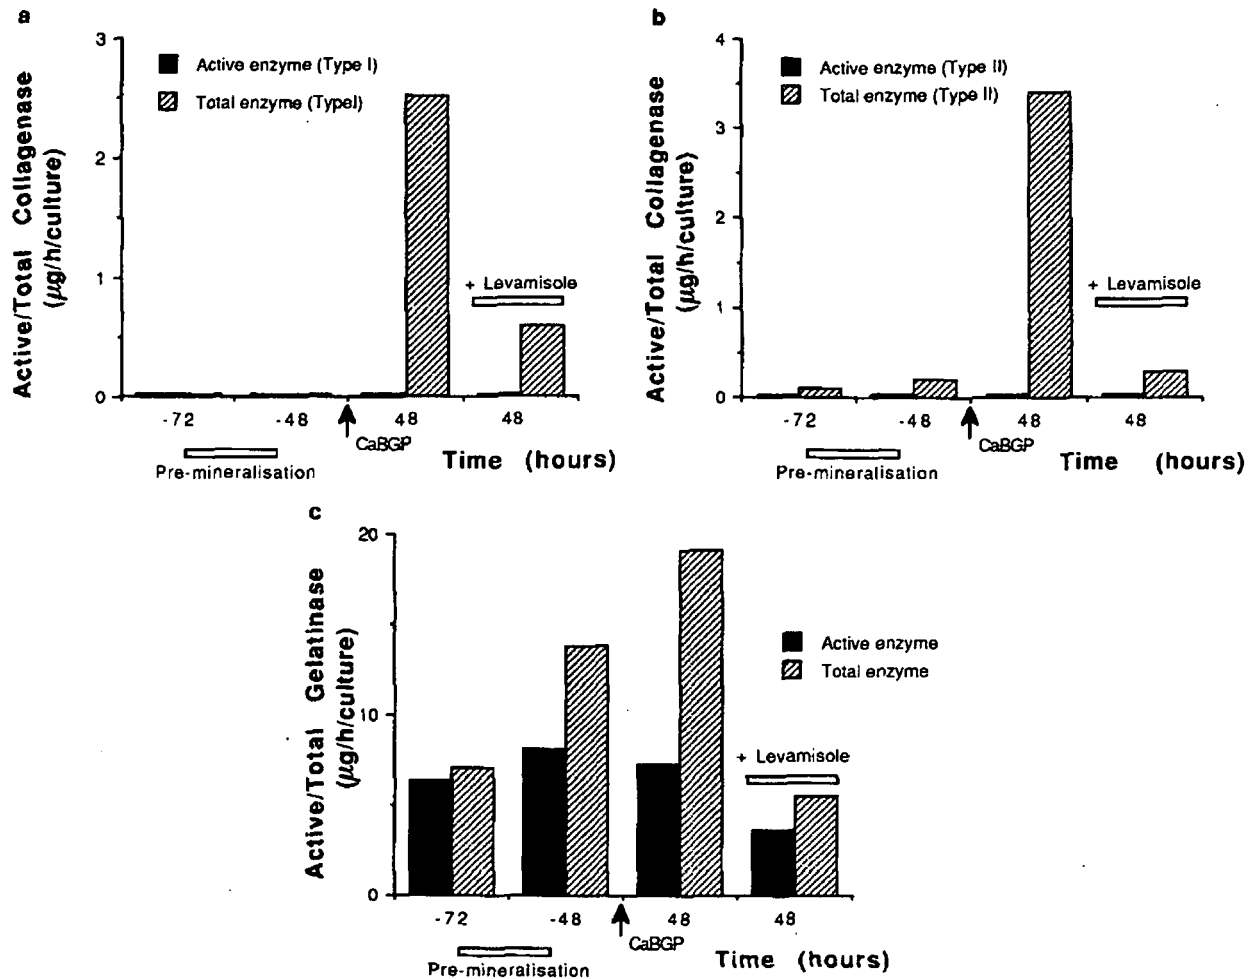 a
Active/Total Collagenase
(µg/h/culture)
3
2
1
0
Active enzyme (Type I)
Total enzyme (TypeI)
+ Levamisole
-72
-48
48
48
CaBGP
Pre-mineralisation
Time (hours)
b
Active/Total Collagenase
(µg/h/culture)
4
3
2
1
0
Active enzyme (Type II)
Total enzyme (Type II)
+ Levamisole
-72
-48
48
48
CaBGP
Pre-mineralisation
Time (hours)
c
Active/Total Gelatinase
(µg/h/culture)
20
10
0
Active enzyme
Total enzyme
+ Levamisole
-72
-48
48
48
CaBGP
Pre-mineralisation
Time (hours)